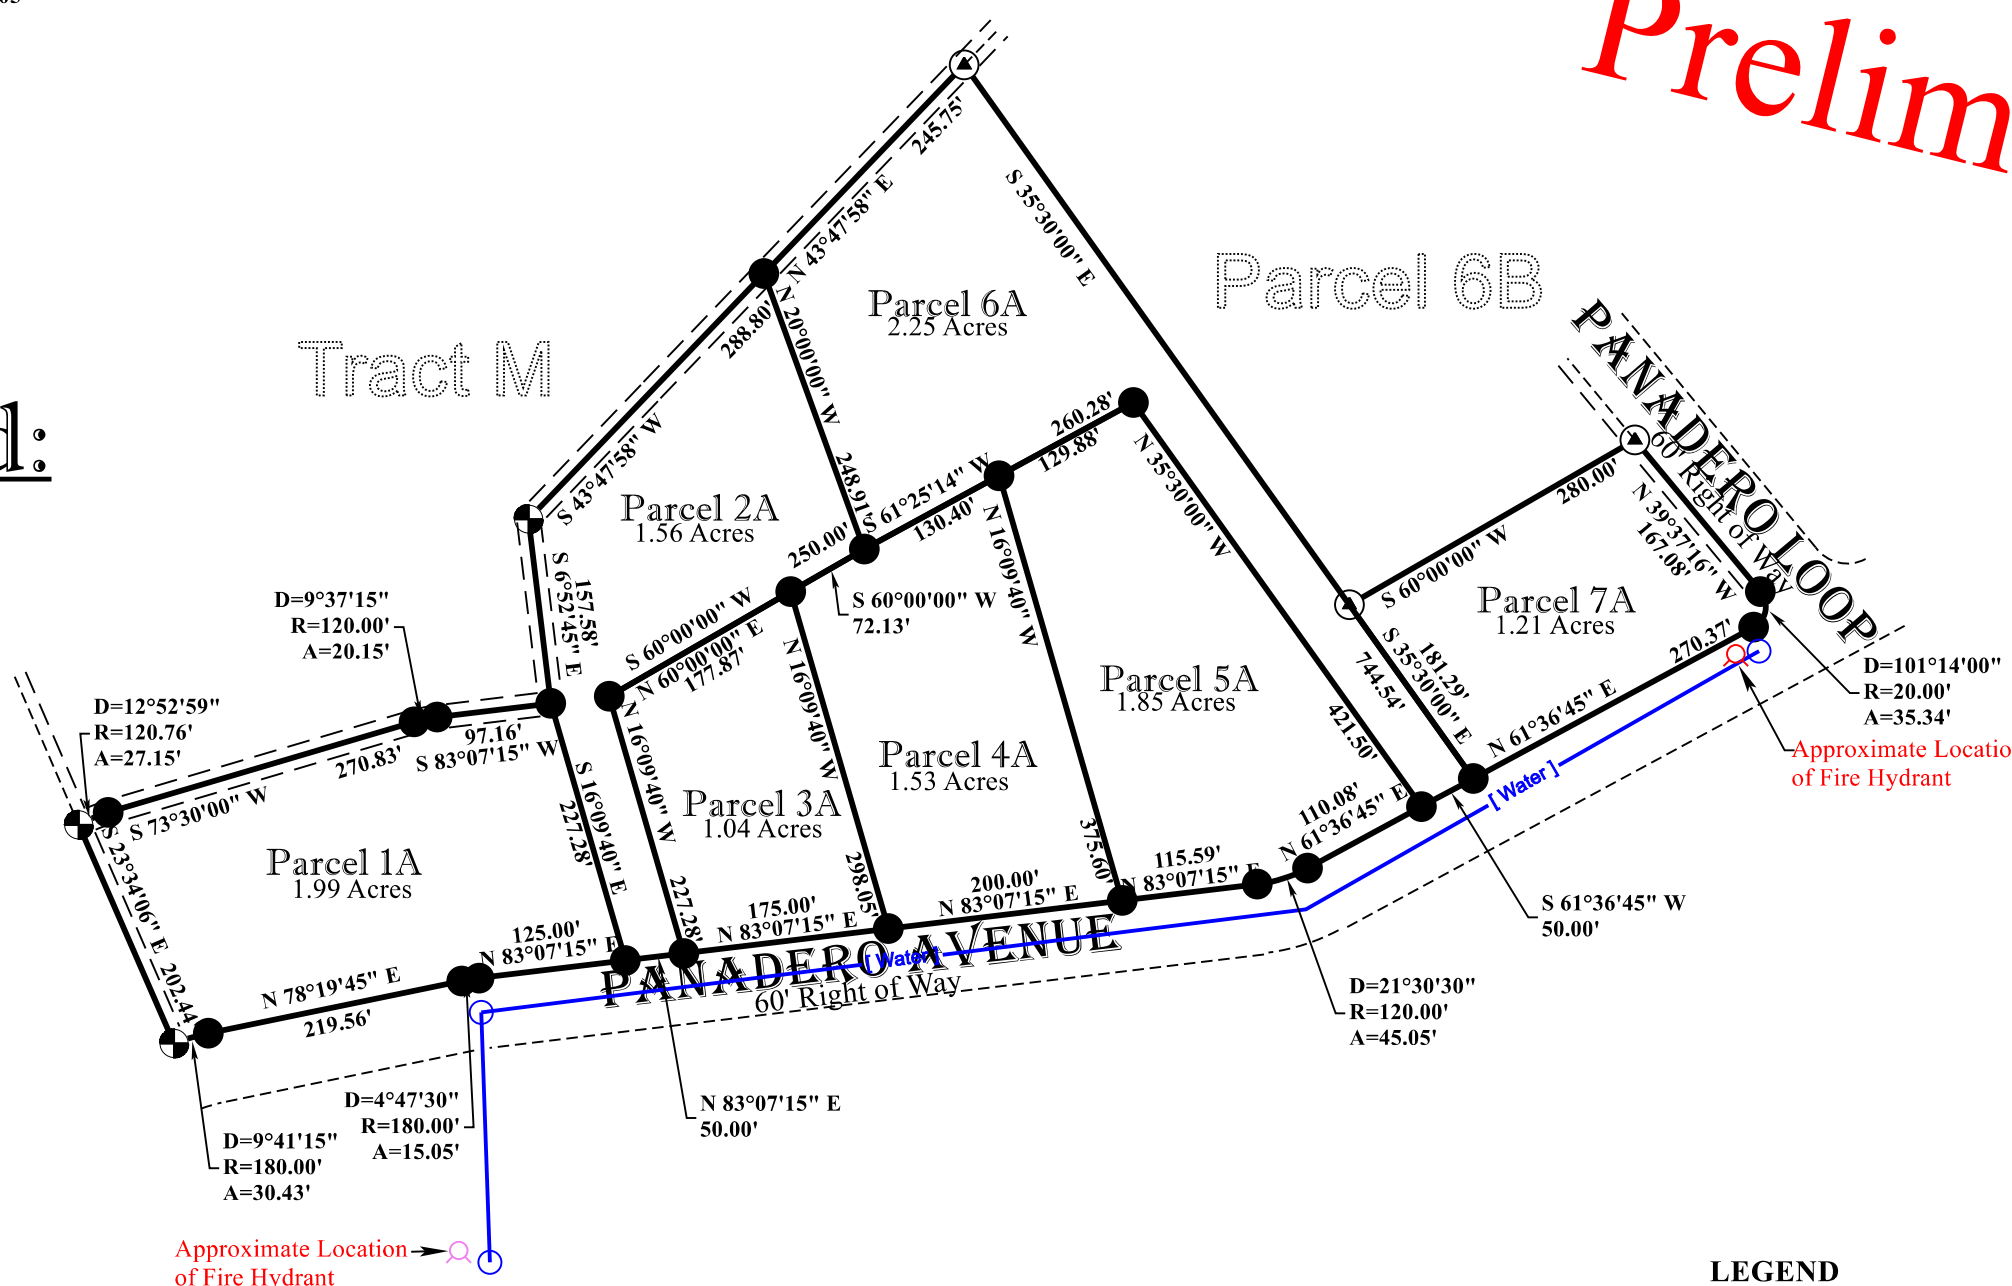 Prelim
d:
245.75'
N 43°47'58" E
S 35°30'00" E
Parcel 6B
Parcel 6A
2.25 Acres
Tract M
288.80'
S 43°47'58" W
N 20°00'00" W
248.91'
PANADERO LOOP
60' Right of Way
260.28'
S 61°25'14" W
129.88'
130.40'
N 35°30'00" W
421.50'
280.00'
S 60°00'00" W
N 39°37'16" W
167.08'
Parcel 2A
1.56 Acres
250.00'
S 60°00'00" W
N 60°00'00" E
177.87'
S 60°00'00" W
72.13'
157.58'
S 6°52'45" E
D=9°37'15"
R=120.00'
A=20.15'
N 16°09'40" W
375.60'
Parcel 7A
1.21 Acres
181.29'
S 35°30'00" E
744.54'
270.37'
N 61°36'45" E
D=101°14'00"
R=20.00'
A=35.34'
Approximate Locatio
of Fire Hydrant
D=12°52'59"
R=120.76'
A=27.15'
97.16'
S 83°07'15" W
270.83'
S 73°30'00" W
S 16°09'40" E
227.28'
N 16°09'40" W
227.28'
N 16°09'40" W
298.05'
Parcel 5A
1.85 Acres
Parcel 4A
1.53 Acres
Parcel 3A
1.04 Acres
Parcel 1A
1.99 Acres
S 23°34'06" E
202.44'
110.08'
N 61°36'45" E
[ Water ]
115.59'
N 83°07'15" E
200.00'
N 83°07'15" E
175.00'
N 83°07'15" E
125.00'
N 83°07'15" E
N 78°19'45" E
219.56'
PANADERO AVENUE
[ Water ]
60' Right of Way
S 61°36'45" W
50.00'
D=21°30'30"
R=120.00'
A=45.05'
N 83°07'15" E
50.00'
D=4°47'30"
R=180.00'
A=15.05'
D=9°41'15"
R=180.00'
A=30.43'
Approximate Location
of Fire Hydrant
LEGEND